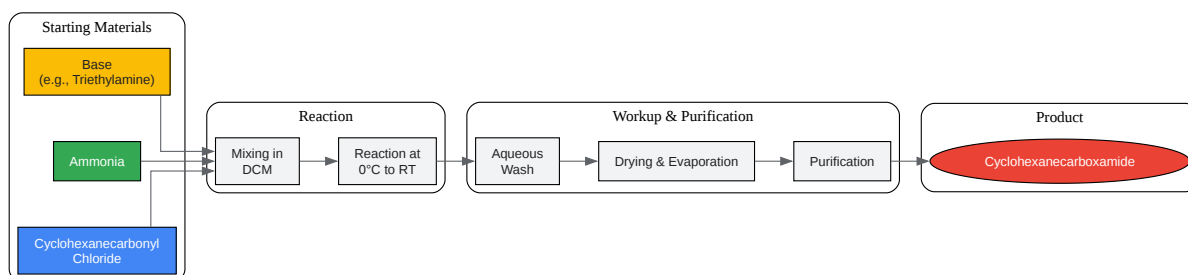 Starting Materials
Base
(e.g., Triethylamine)
Ammonia
Cyclohexanecarbonyl
Chloride
Reaction
Mixing in
DCM
Reaction at
0°C to RT
Workup & Purification
Aqueous
Wash
Drying & Evaporation
Purification
Product
Cyclohexanecarboxamide